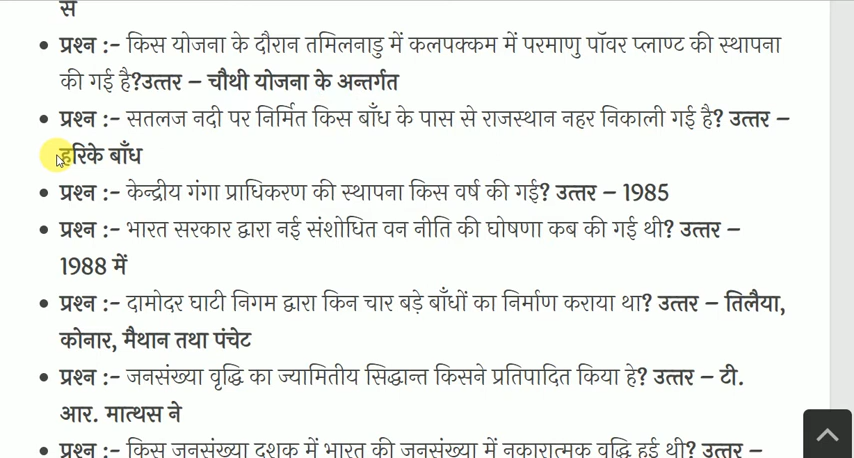 स
प्रश्न :- किस योजना के दौरान तमिलनाडु में कलपक्कम में परमाणु पॉवर प्लाण्ट की स्थापना
की गई है?उत्तर – चौथी योजना के अन्तर्गत
प्रश्न :- सतलज नदी पर निर्मित किस बाँध के पास से राजस्थान नहर निकाली गई है? उत्तर –
हरिके बाँध
प्रश्न :- केन्द्रीय गंगा प्राधिकरण की स्थापना किस वर्ष की गई? उत्तर – 1985
प्रश्न :- भारत सरकार द्वारा नई संशोधित वन नीति की घोषणा कब की गई थी? उत्तर –
1988 में
प्रश्न :- दामोदर घाटी निगम द्वारा किन चार बड़े बाँधों का निर्माण कराया था? उत्तर – तिलैया,
कोनार, मैथान तथा पंचेट
प्रश्न :- जनसंख्या वृद्धि का ज्यामितीय सिद्धान्त किसने प्रतिपादित किया हे? उत्तर – टी.
आर. मात्थस ने
प्रश्न :- किस जनसंख्या दशक में भारत की जनसंख्या में नकारात्मक वृद्धि हुई थी? उत्तर –